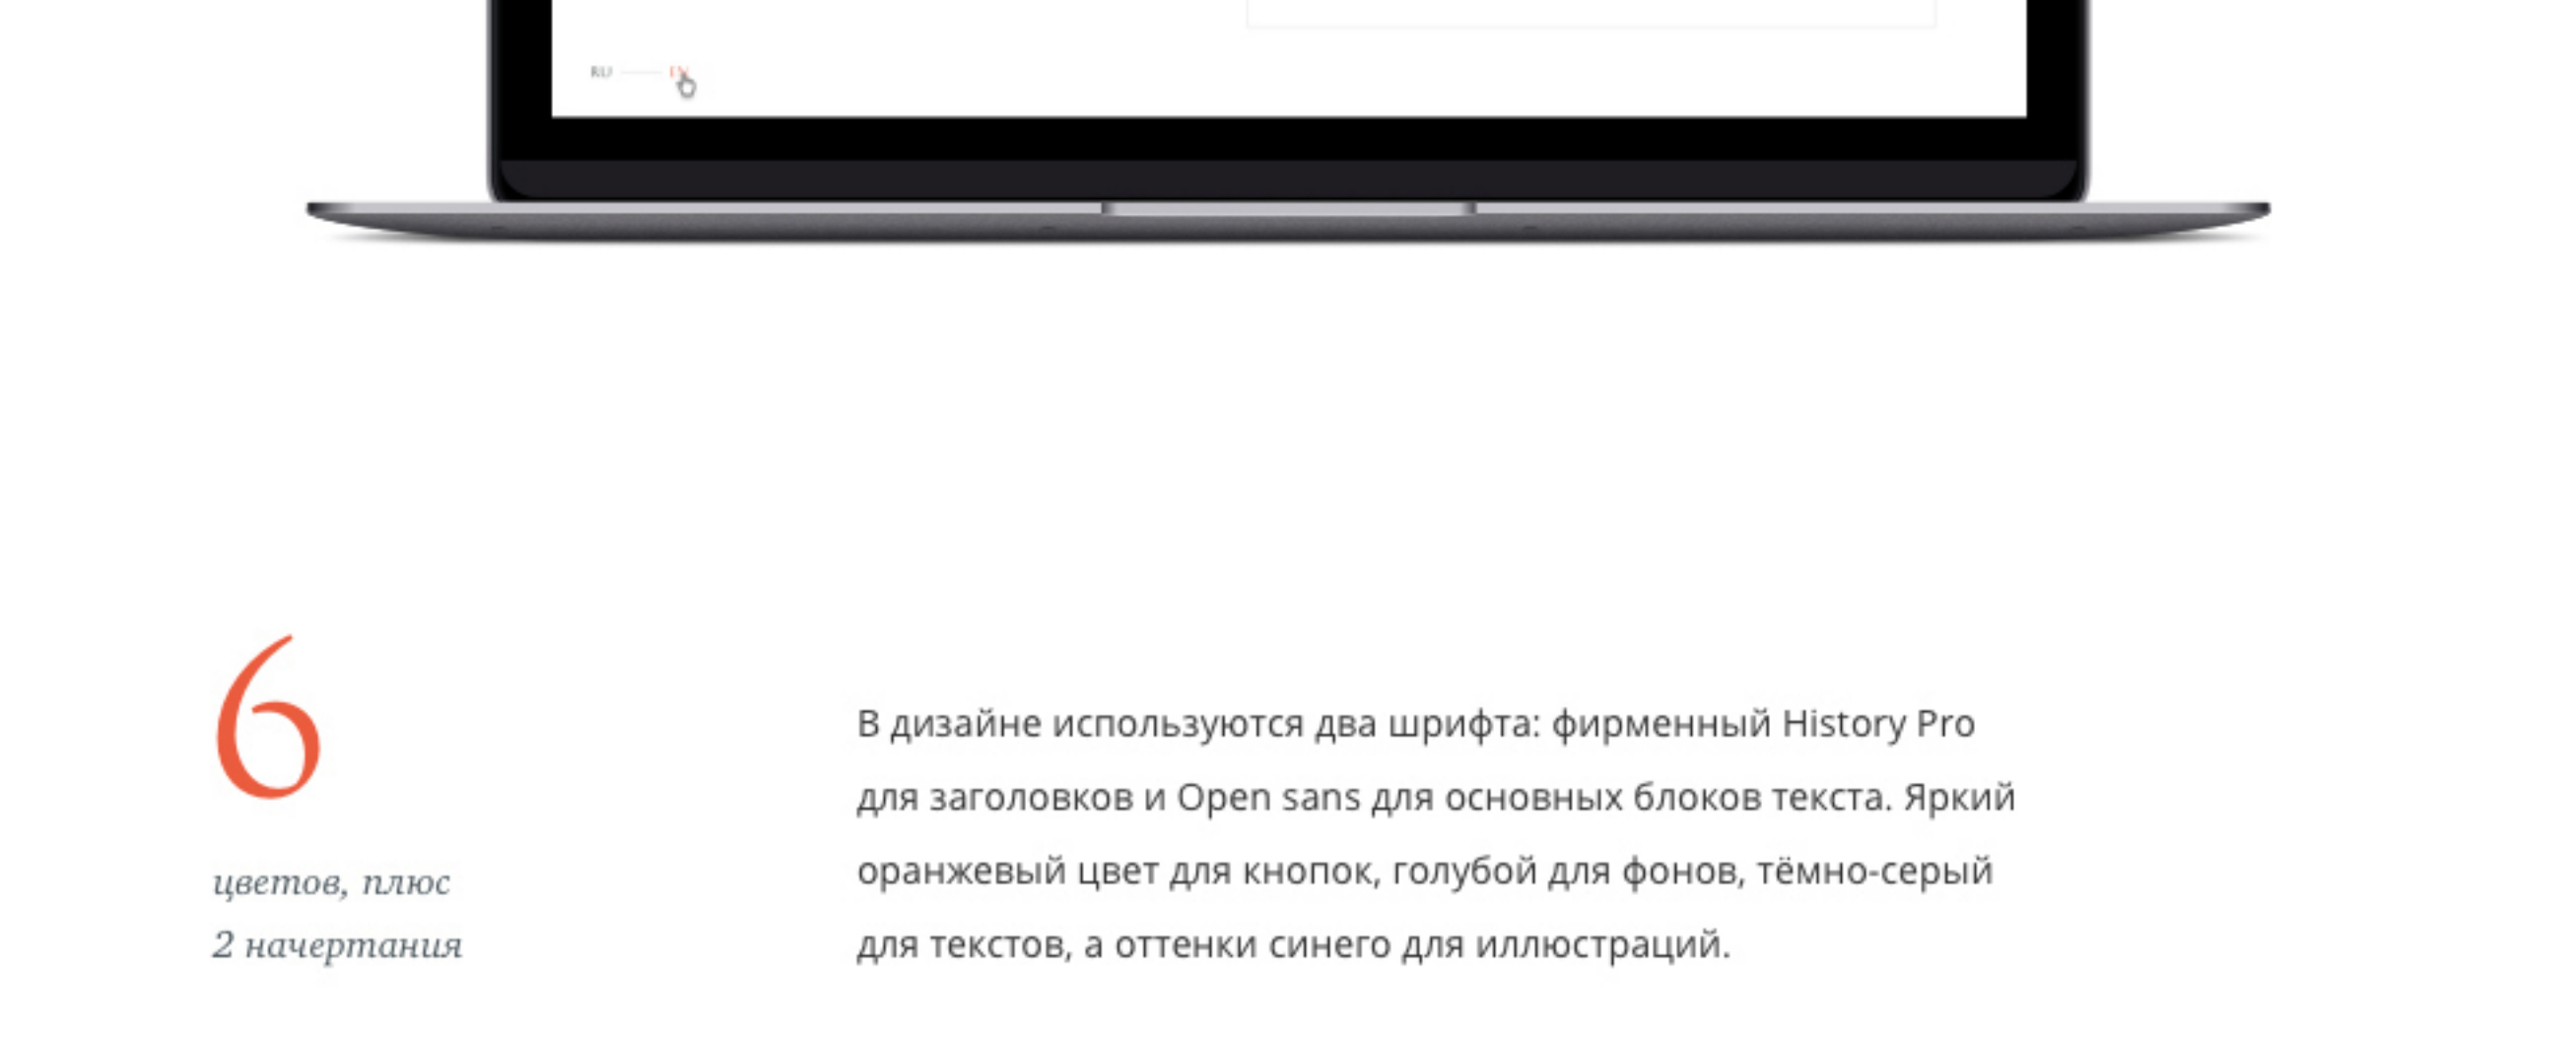 RU EN
6
цветов, плюс
2 начертания
В дизайне используются два шрифта: фирменный History Pro
для заголовков и Open sans для основных блоков текста. Яркий
оранжевый цвет для кнопок, голубой для фонов, тёмно-серый
для текстов, а оттенки синего для иллюстраций.